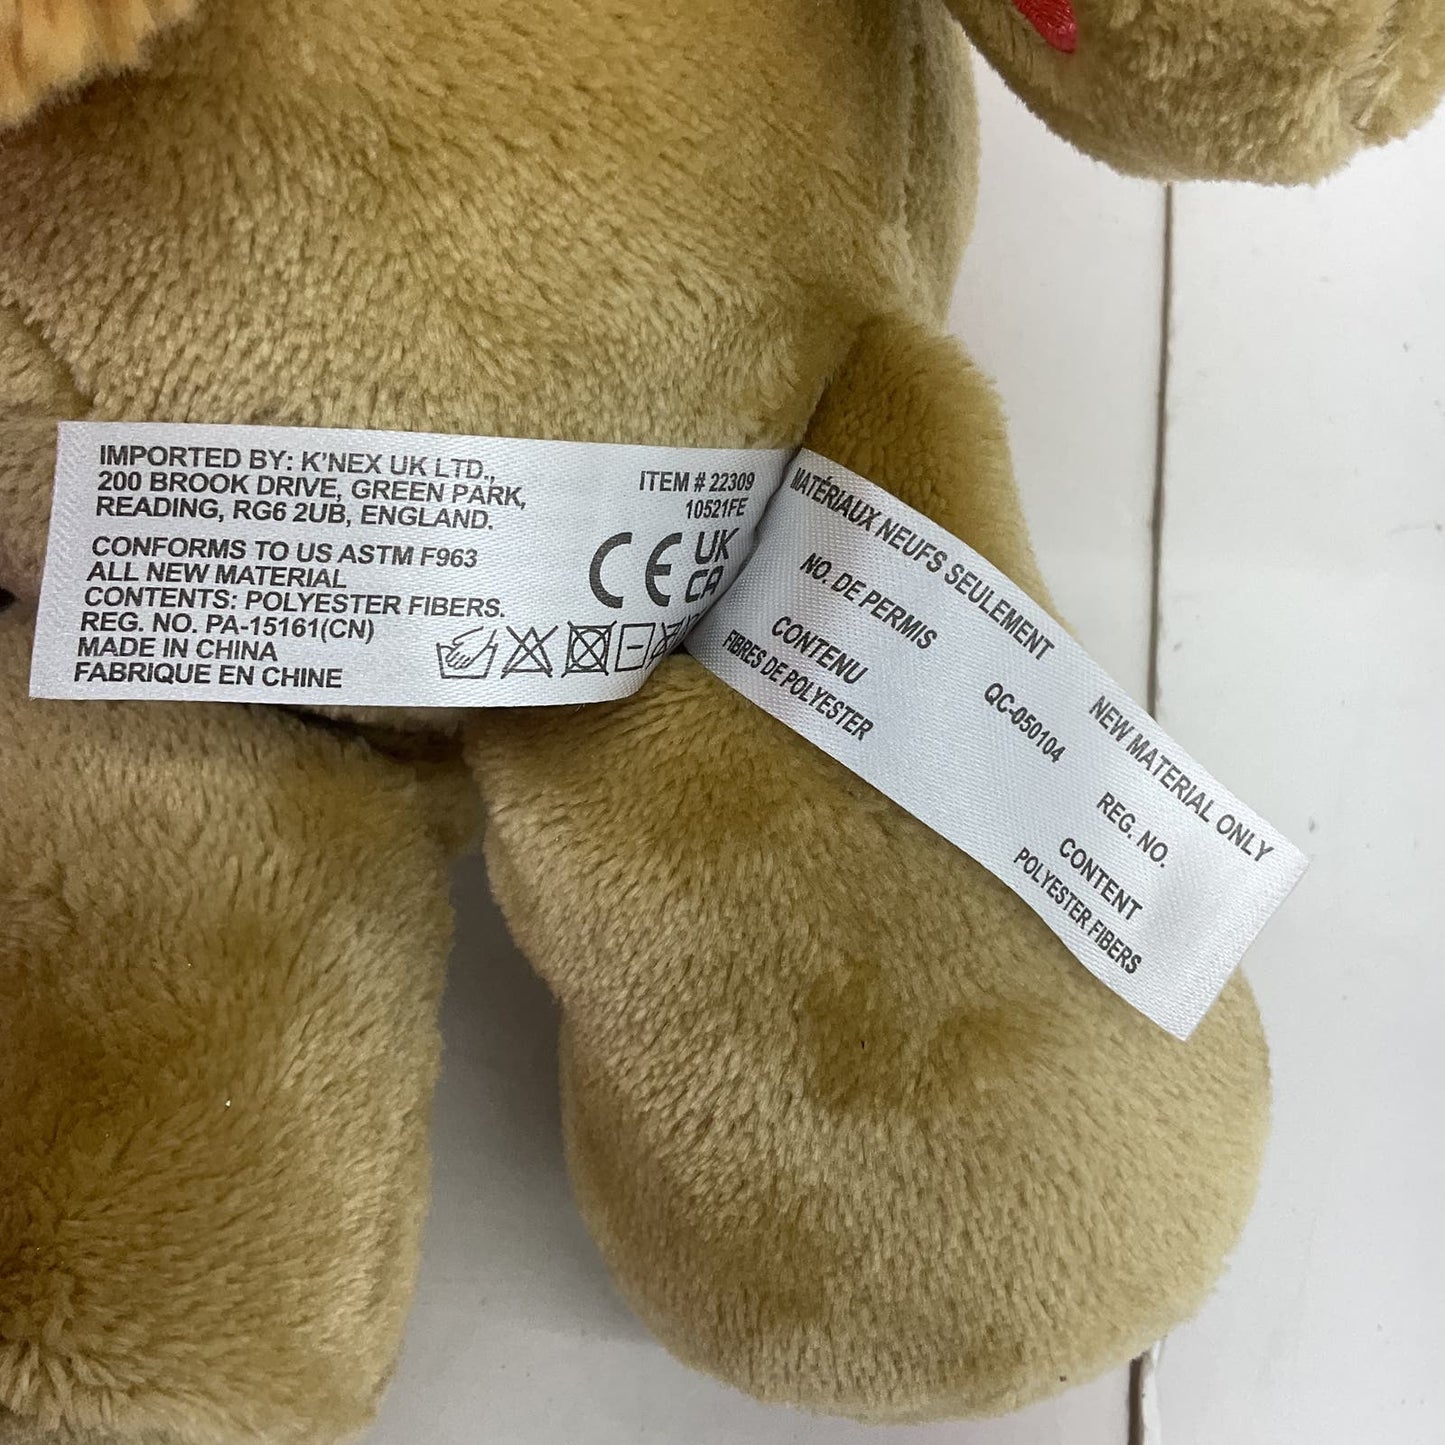 IMPORTED BY: K'NEX UK LTD.,
200 BROOK DRIVE, GREEN PARK,
READING, RG6 2UB, ENGLAND.
CONFORMS TO US ASTM F963
ALL NEW MATERIAL
CONTENTS: POLYESTER FIBERS.
REG. NO. PA-15161(CN)
MADE IN CHINA
FABRIQUE EN CHINE
ITEM # 22309
10521FE
CE
UK
CA
MATÉRIAUX NEUFS SEULEMENT
NO. DE PERMIS
CONTENU
FIBRES DE POLYESTER
QC-050104
NEW MATERIAL ONLY
REG. NO.
CONTENT
POLYESTER FIBERS